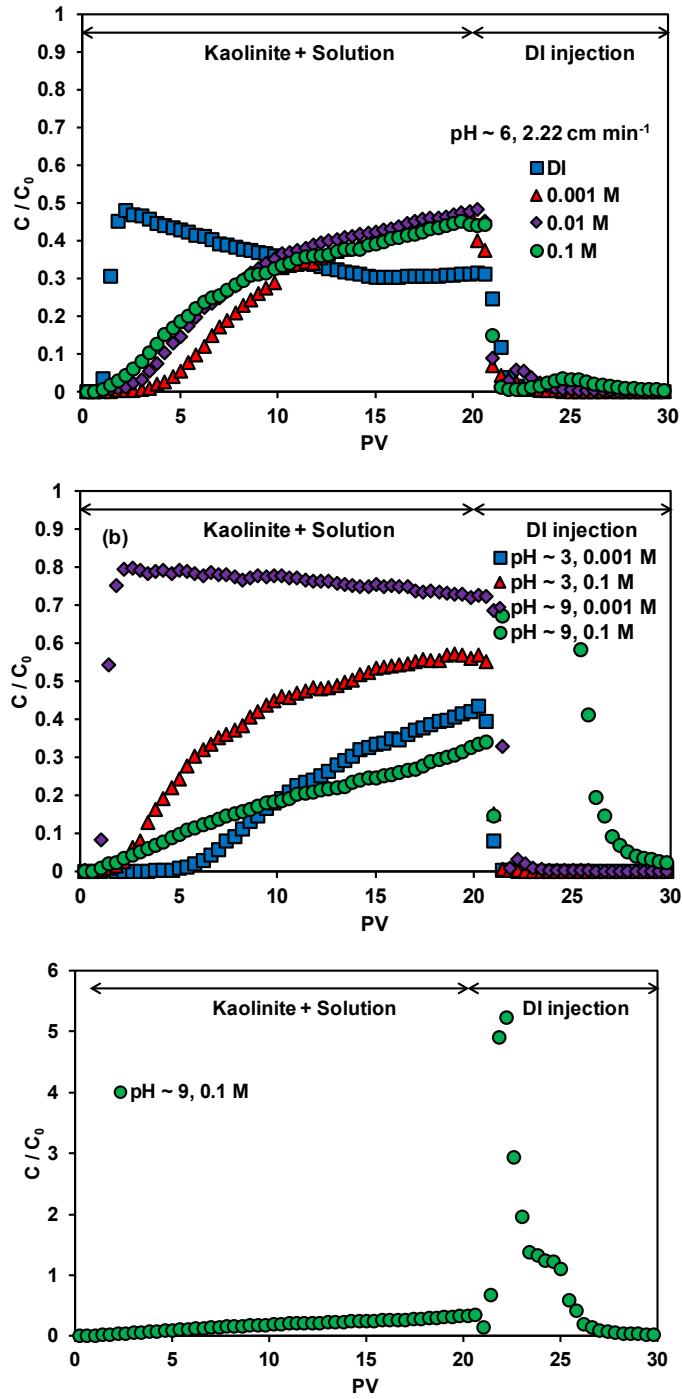 1
0.9
0.8
0.7
0.6
0.5
0.4
0.3
0.2
0.1
0
C / C0
Kaolinite + Solution
DI injection
pH ~ 6, 2.22 cm min-1
DI
0.001 M
0.01 M
0.1 M
0 5 10 15 20 25 30
PV
1
0.9
0.8
0.7
0.6
0.5
0.4
0.3
0.2
0.1
0
C / C0
Kaolinite + Solution
DI injection
(b)
pH ~ 3, 0.001 M
pH ~ 3, 0.1 M
pH ~ 9, 0.001 M
pH ~ 9, 0.1 M
0 5 10 15 20 25 30
PV
6
5
4
3
2
1
0
C / C0
Kaolinite + Solution
DI injection
pH ~ 9, 0.1 M
0 5 10 15 20 25 30
PV